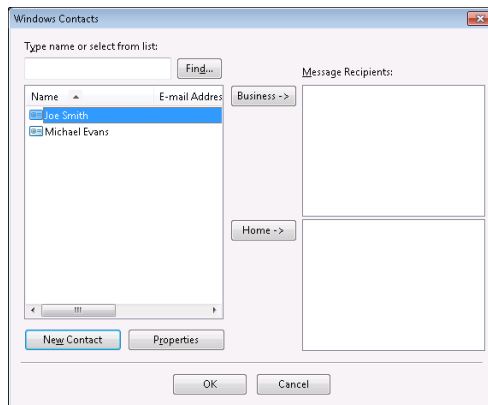 Windows Contacts
Type name or select from list:
Find...
Message Recipients:
Name E-mail Addres
Business ->
Joe Smith
Michael Evans
Home ->
New Contact Properties
OK Cancel